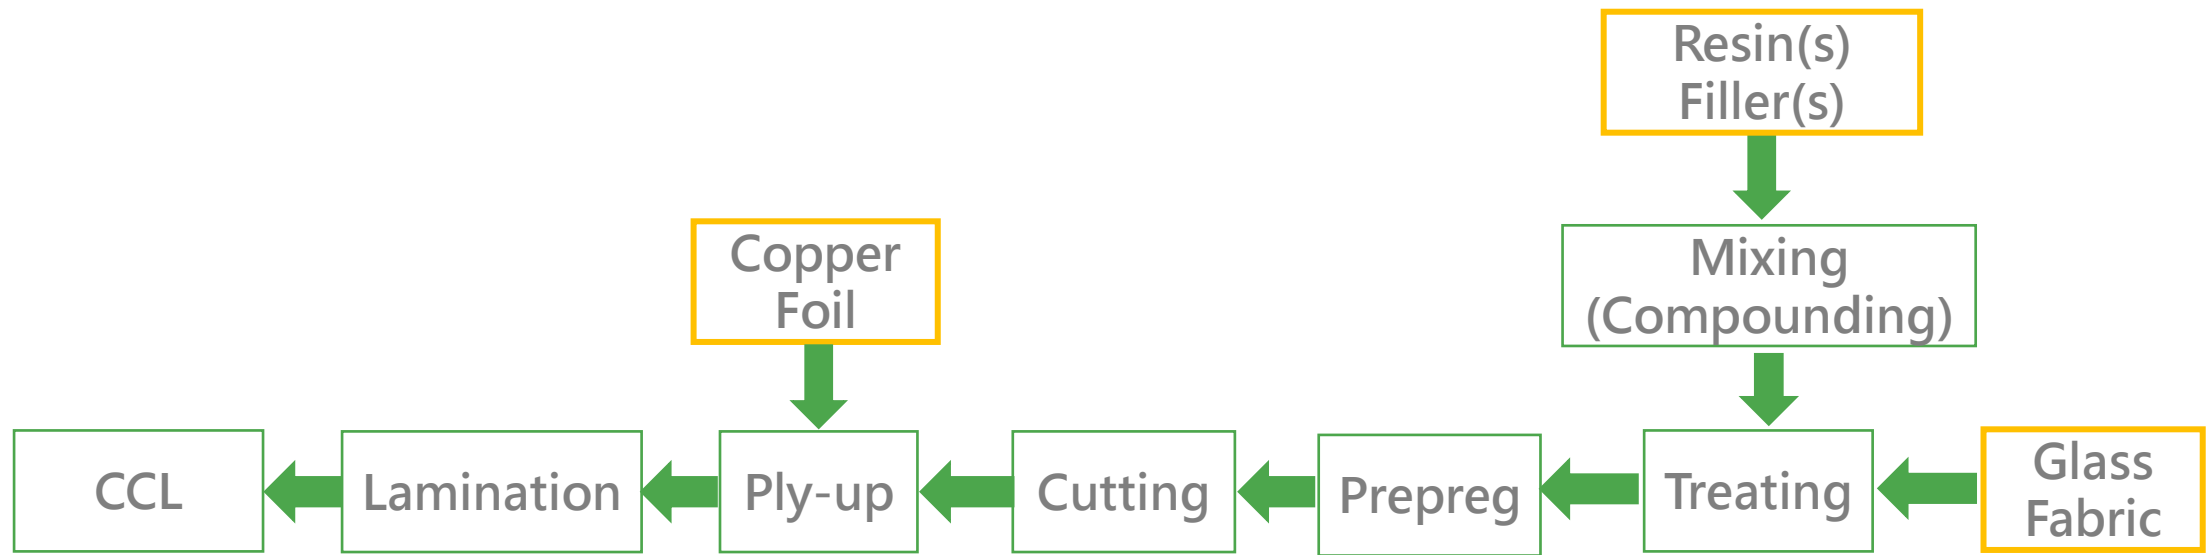 Resin(s)
Filler(s)
Copper
Foil
Mixing
(Compounding)
CCL
Lamination
Ply-up
Cutting
Prepreg
Treating
Glass
Fabric